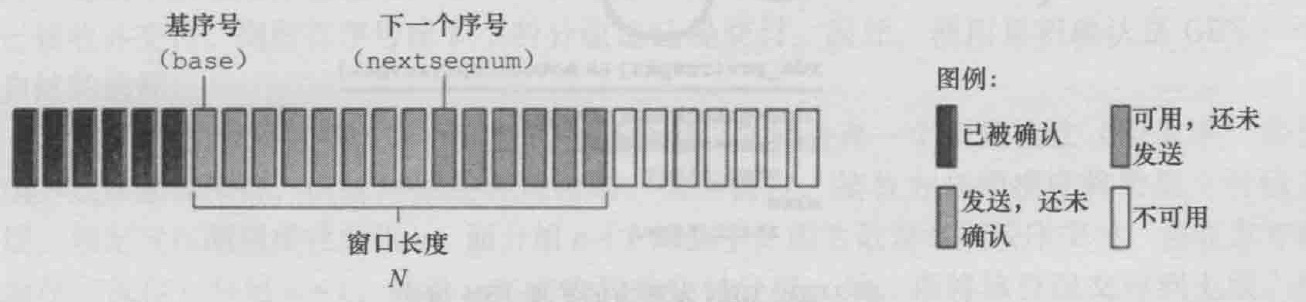 基序号
(base)
下一个序号
(nextseqnum)
窗口长度
N
图例:
已被确认
可用，还未
发送
发送，还未
确认
不可用